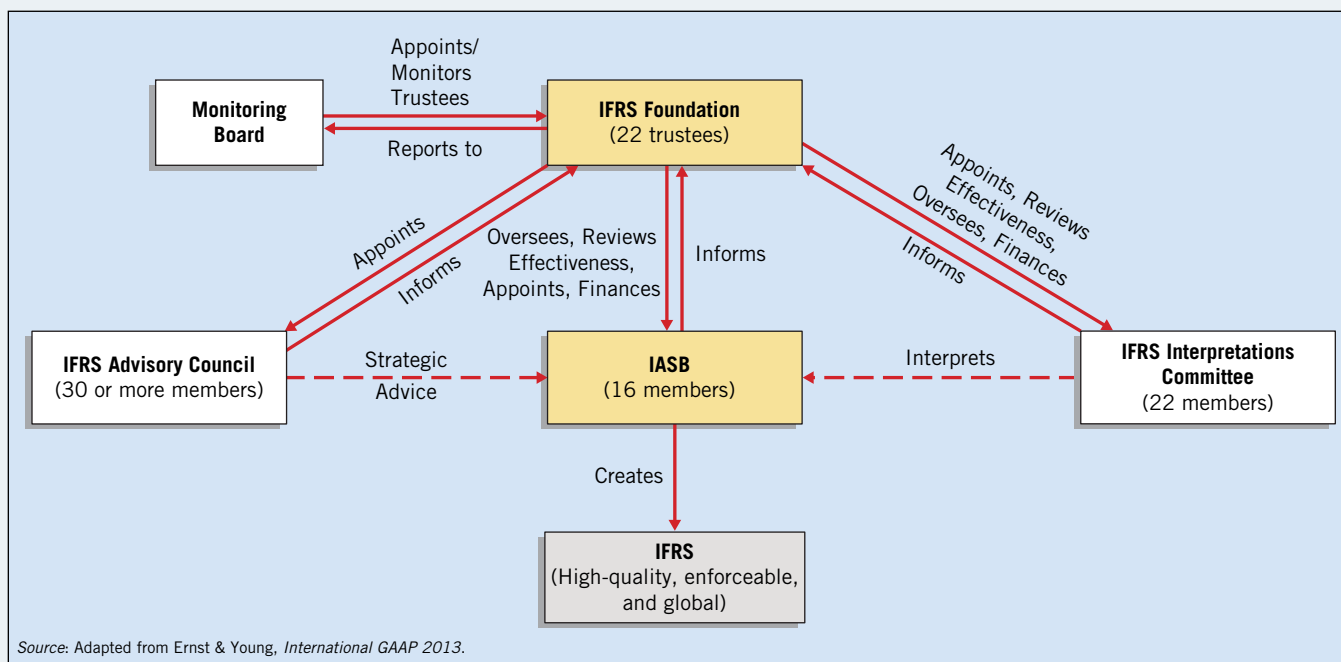 Appoints/
Monitors
Trustees
Monitoring
Board
IFRS Foundation
(22 trustees)
Reports to
Appoints
Informs
Oversees, Reviews
Effectiveness,
Appoints, Finances
Informs
Appoints, Reviews
Effectiveness,
Oversees, Finances
Informs
IFRS Advisory Council
(30 or more members)
Strategic
Advice
IASB
(16 members)
Interprets
IFRS Interpretations
Committee
(22 members)
Creates
IFRS
(High-quality, enforceable,
and global)
Source: Adapted from Ernst & Young, International GAAP 2013.